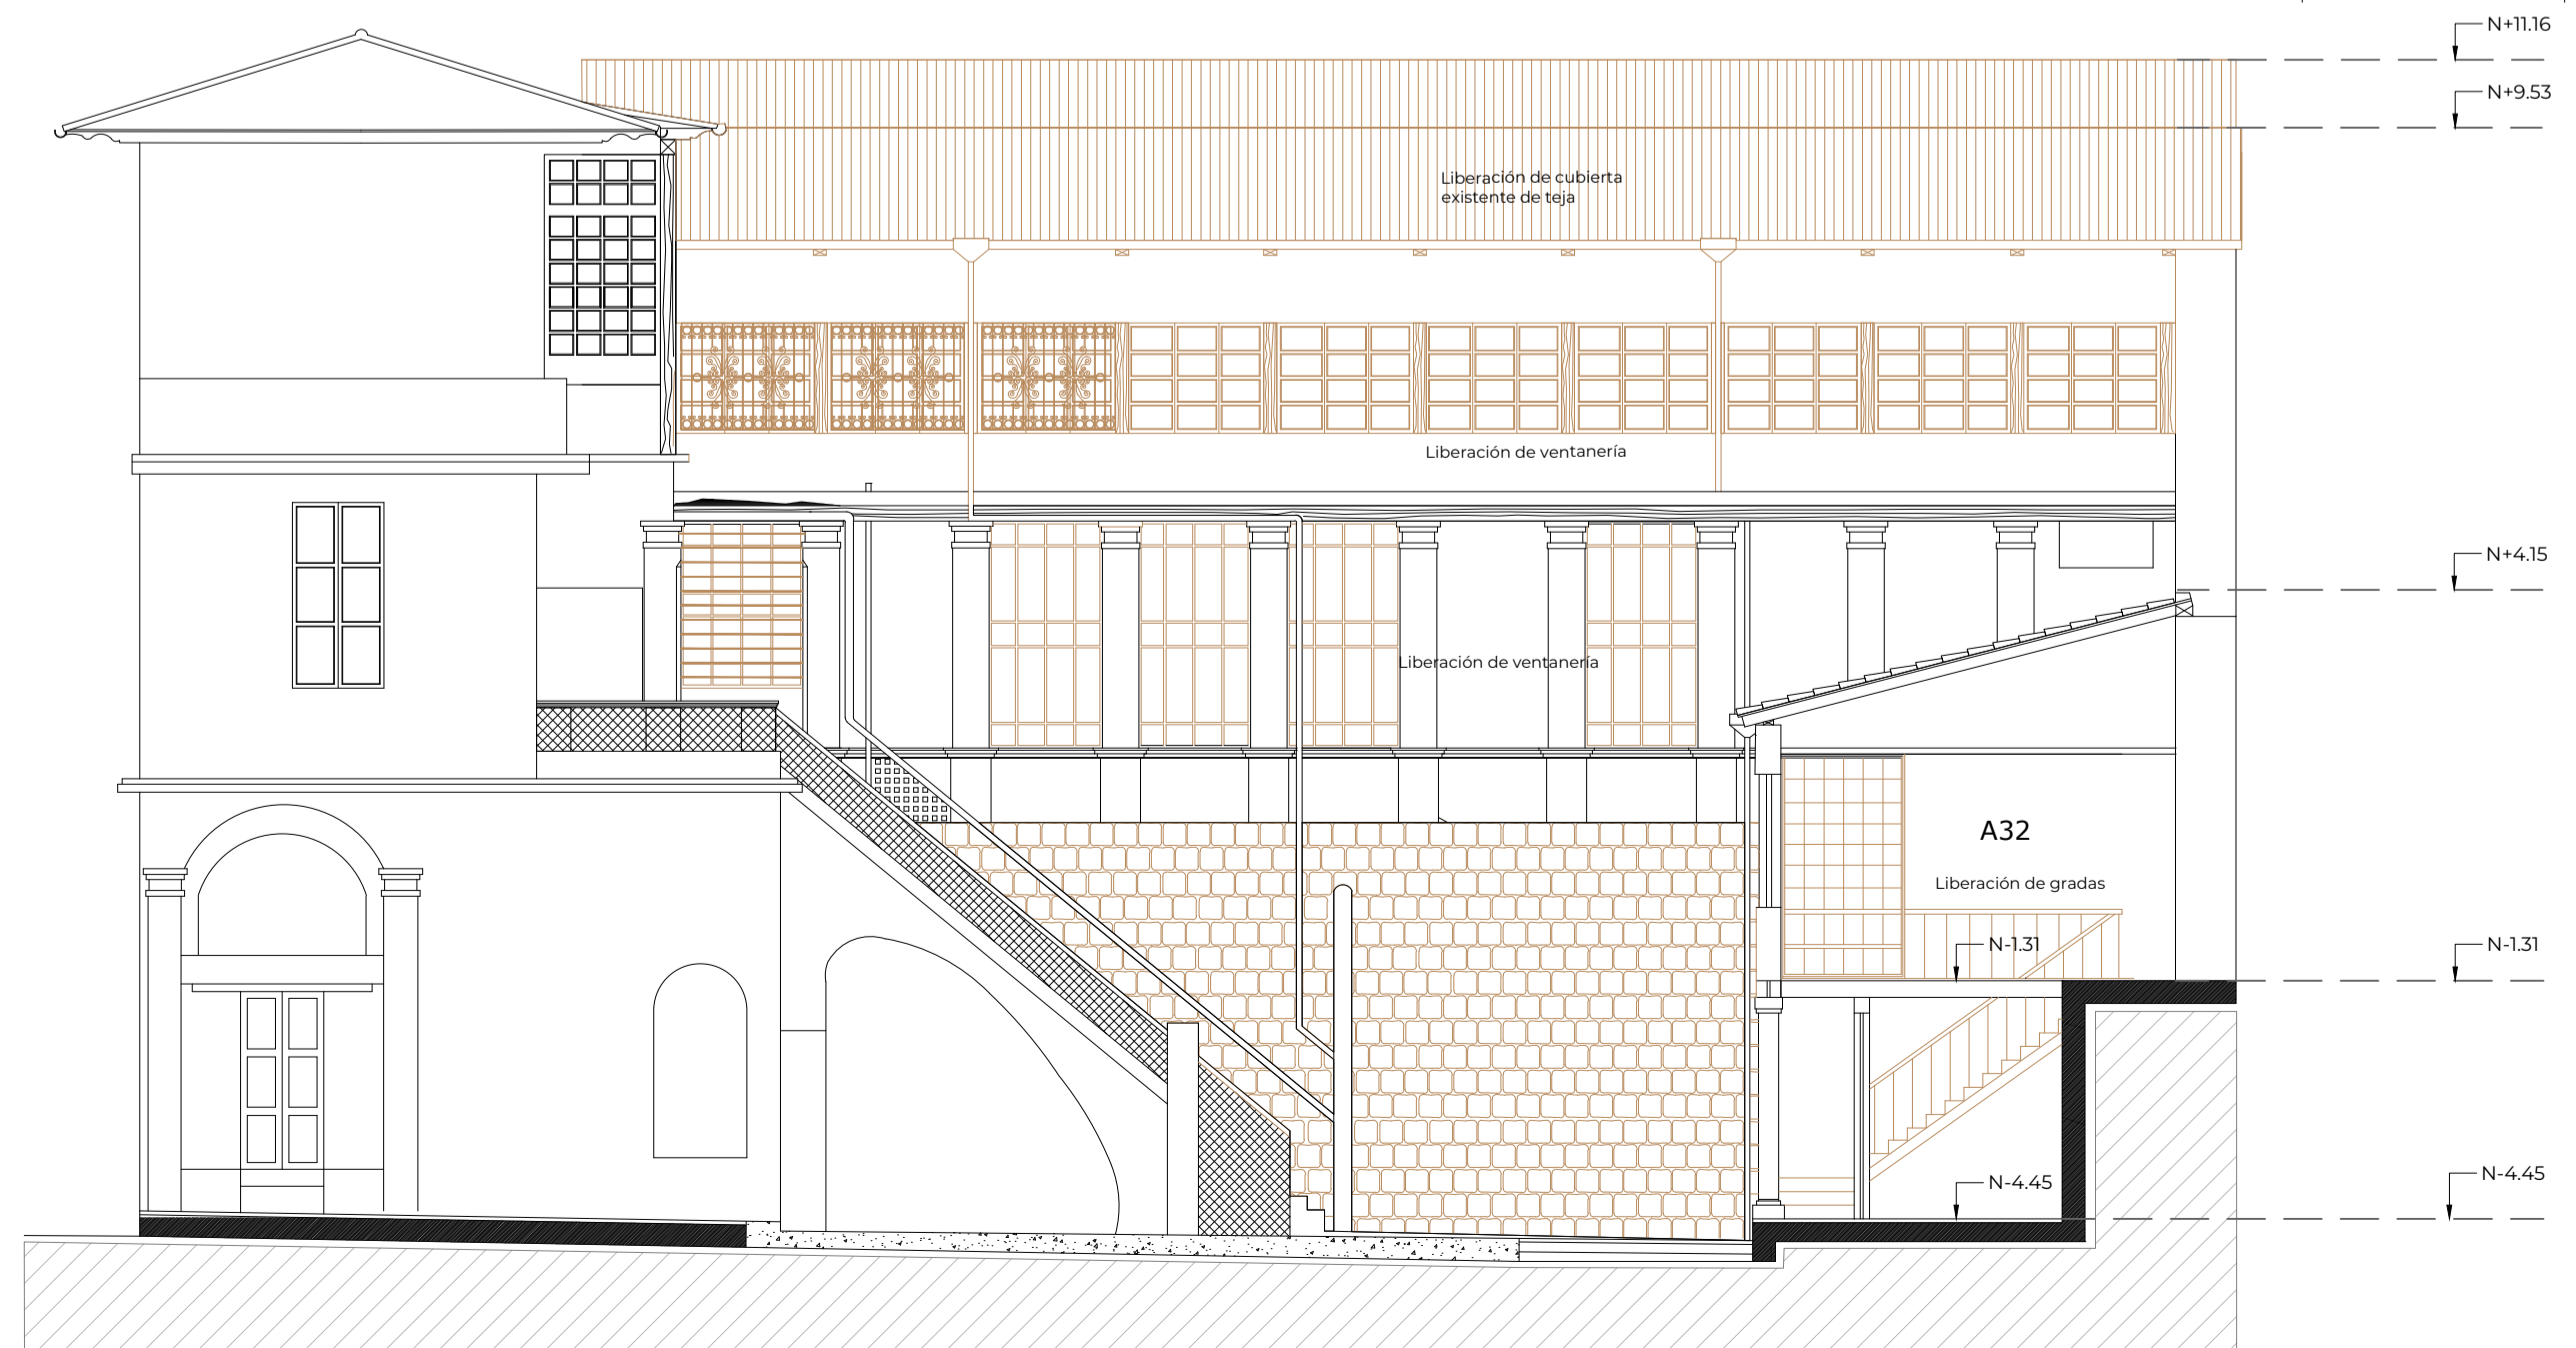 N+11.16
N+9.53
Liberación de cubierta
existente de teja
Liberación de ventanería
N+4.15
Liberación de ventanería
A32
Liberación de gradas
N-1.31
N-1.31
N-4.45
N-4.45